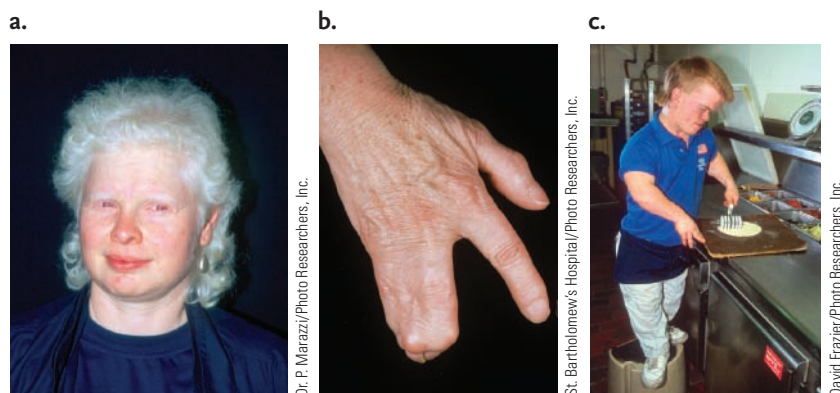 a.
b.
c.
Dr. P. Marazzi/Photo Researchers, Inc.
St. Bartholomew's Hospital/Photo Researchers, Inc.
David Frazier/Photo Researchers, Inc.